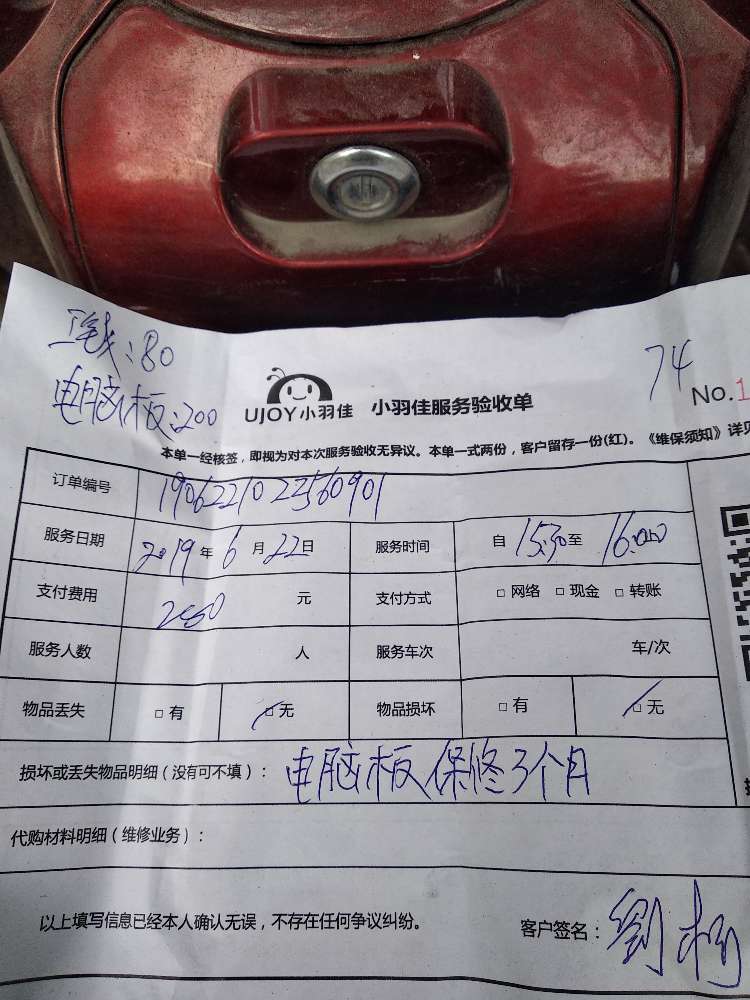 工钱:80
电脑板:200
74
UJOY小羽佳 小羽佳服务验收单 No.1
本单一经核签，即视为对本次服务验收无异议。本单一式两份，客户留存一份(红)。《维保须知》详见
订单编号 1906221022560901
服务日期 2019年6月22日 服务时间 自15:30至16:00
支付费用 元 支付方式 □网络 □现金 □转账
服务人数 人 服务车次 车/次
物品丢失 □有 □无 物品损坏 □有 □无
损坏或丢失物品明细（没有可不填）： 电脑板保修3个月
代购材料明细（维修业务）：
以上填写信息已经本人确认无误，不存在任何争议纠纷。 客户签名： 劉